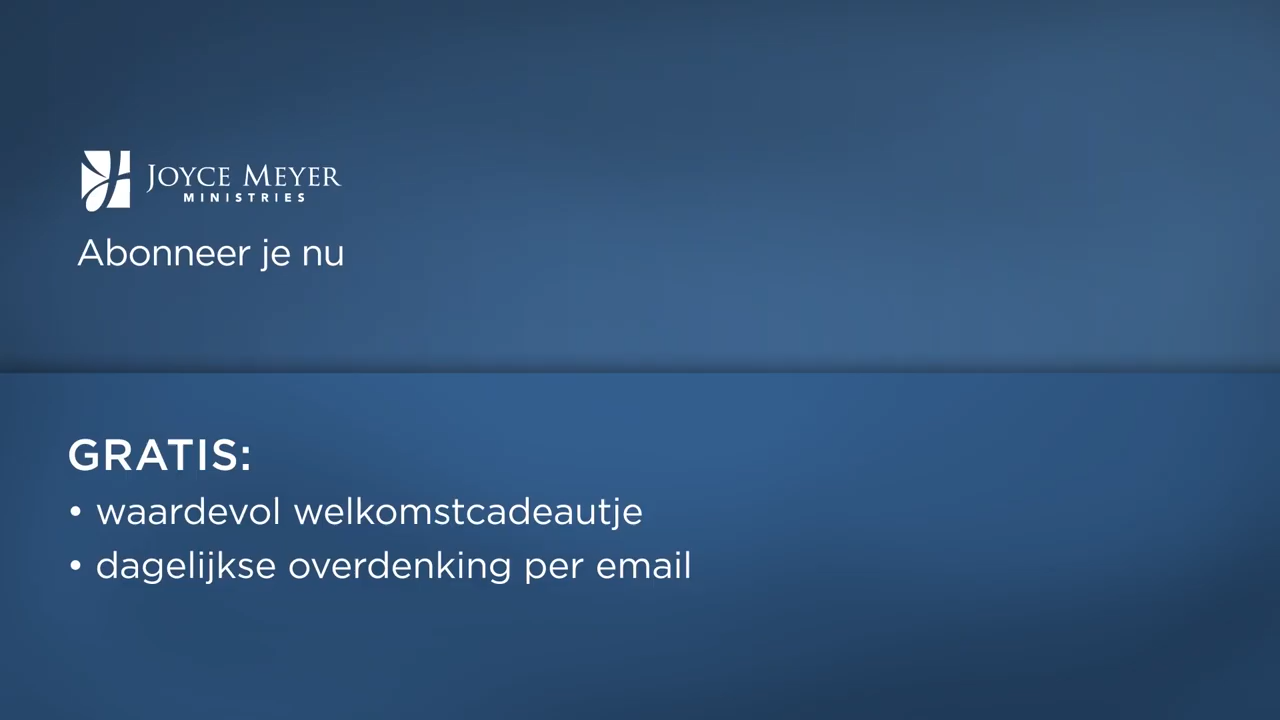 JOYCE MEYER
MINISTRIES
Abonneer je nu
GRATIS:
• waardevol welkomstcadeautje
• dagelijkse overdenking per email